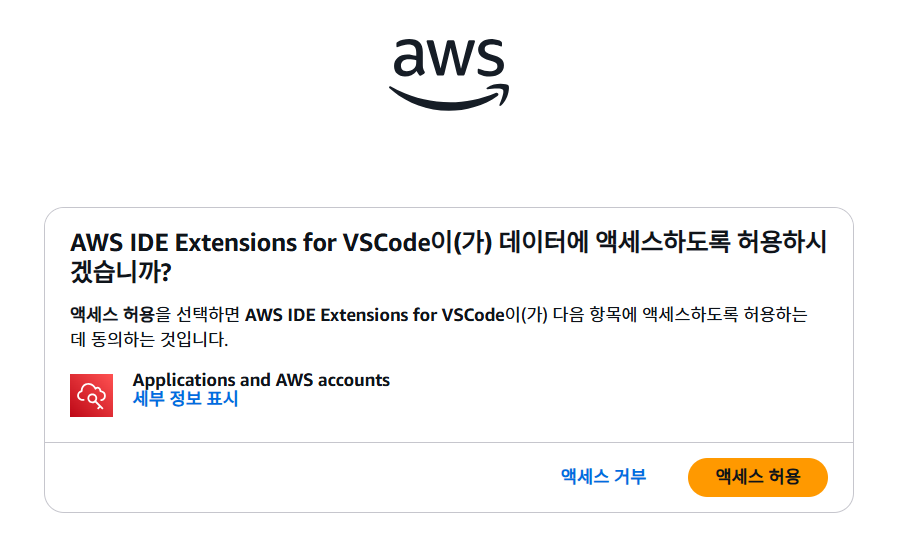 aws
AWS IDE Extensions for VSCode이(가) 데이터에 액세스하도록 허용하시
겠습니까?
액세스 허용을 선택하면 AWS IDE Extensions for VSCode이(가) 다음 항목에 액세스하도록 허용하는
데 동의하는 것입니다.
Applications and AWS accounts
세부 정보 표시
액세스 거부
액세스 허용